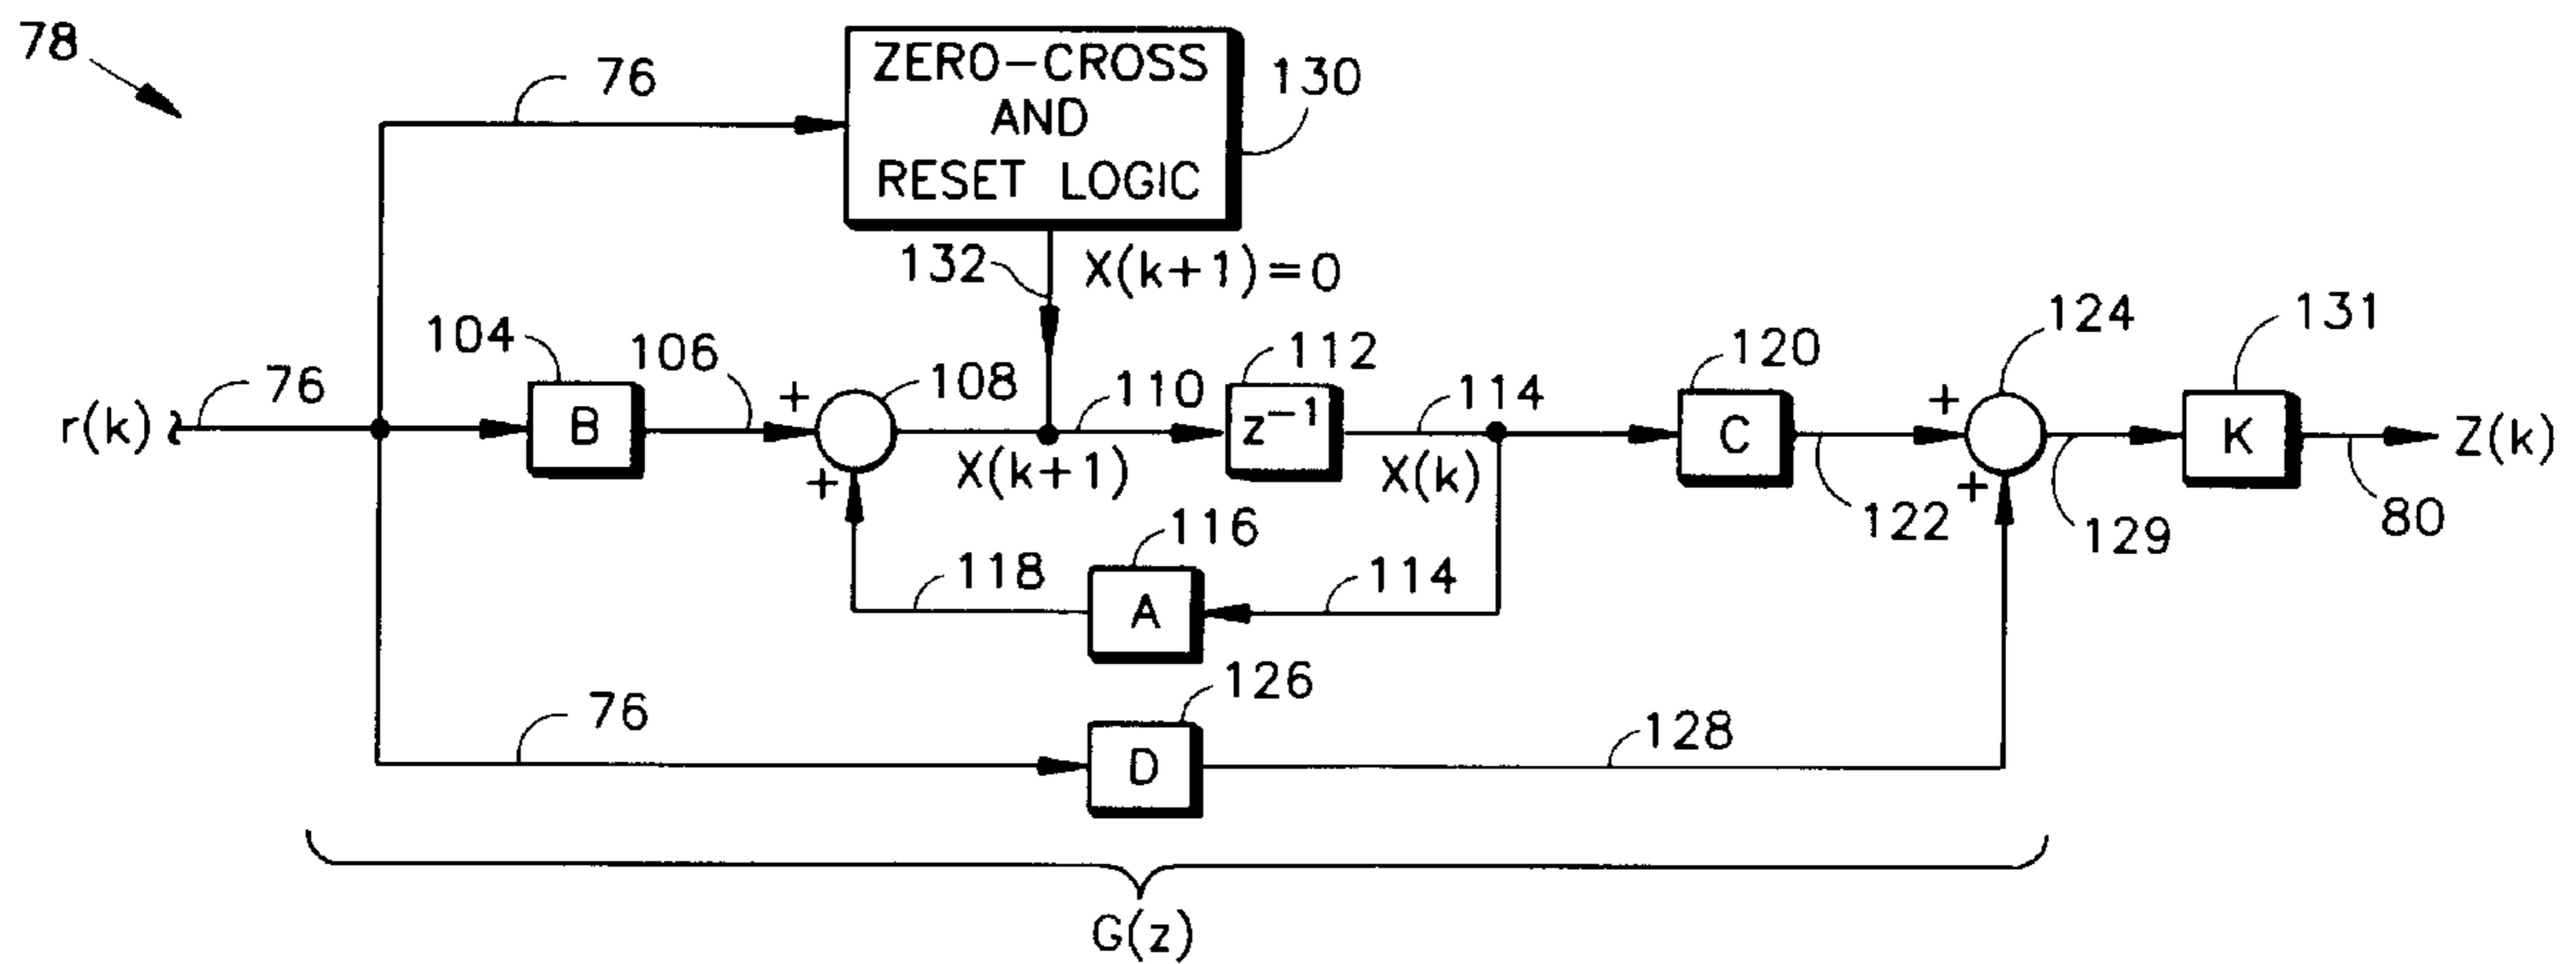 78
76
ZERO-CROSS
AND
RESET LOGIC
130
132
X(k+1)=0
r(k)
76
104
B
106
+
+
108
110
X(k+1)
112
z⁻¹
114
X(k)
120
C
122
+
+
124
129
131
K
80
Z(k)
118
116
A
114
76
126
D
128
G(z)